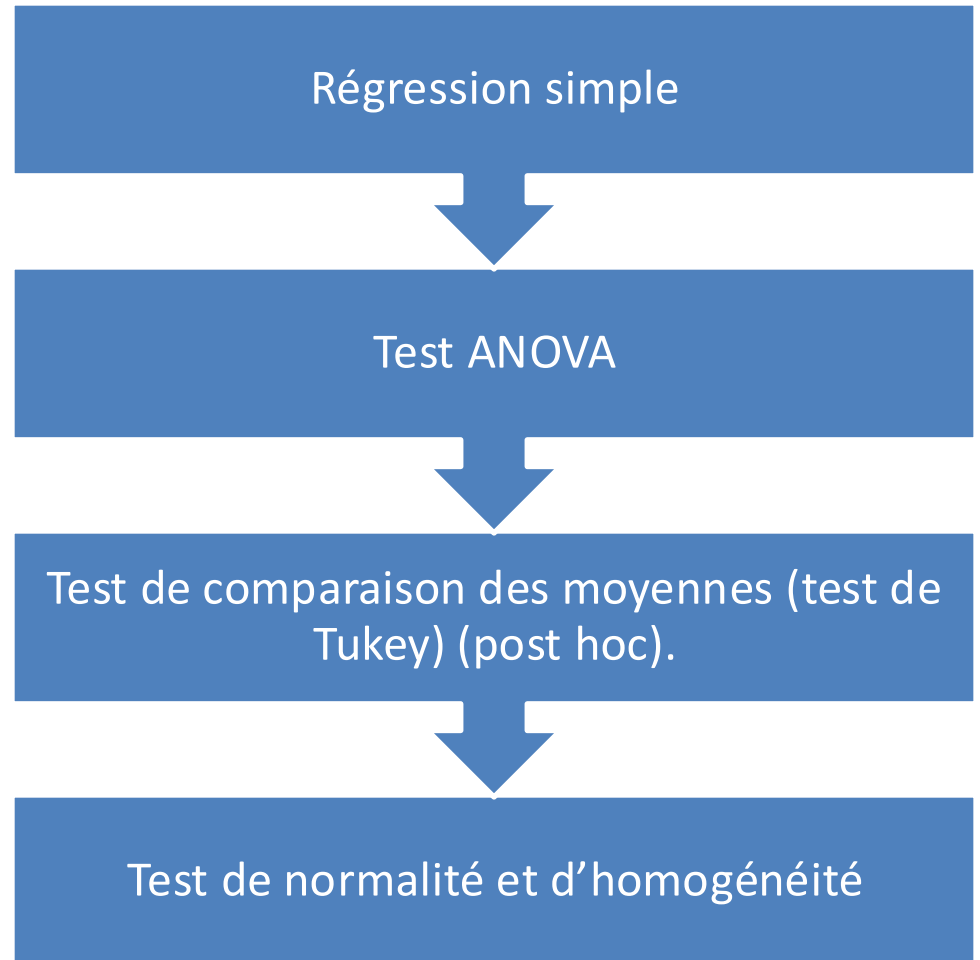 Régression simple
Test ANOVA
Test de comparaison des moyennes (test de
Tukey) (post hoc).
Test de normalité et d’homogénéité